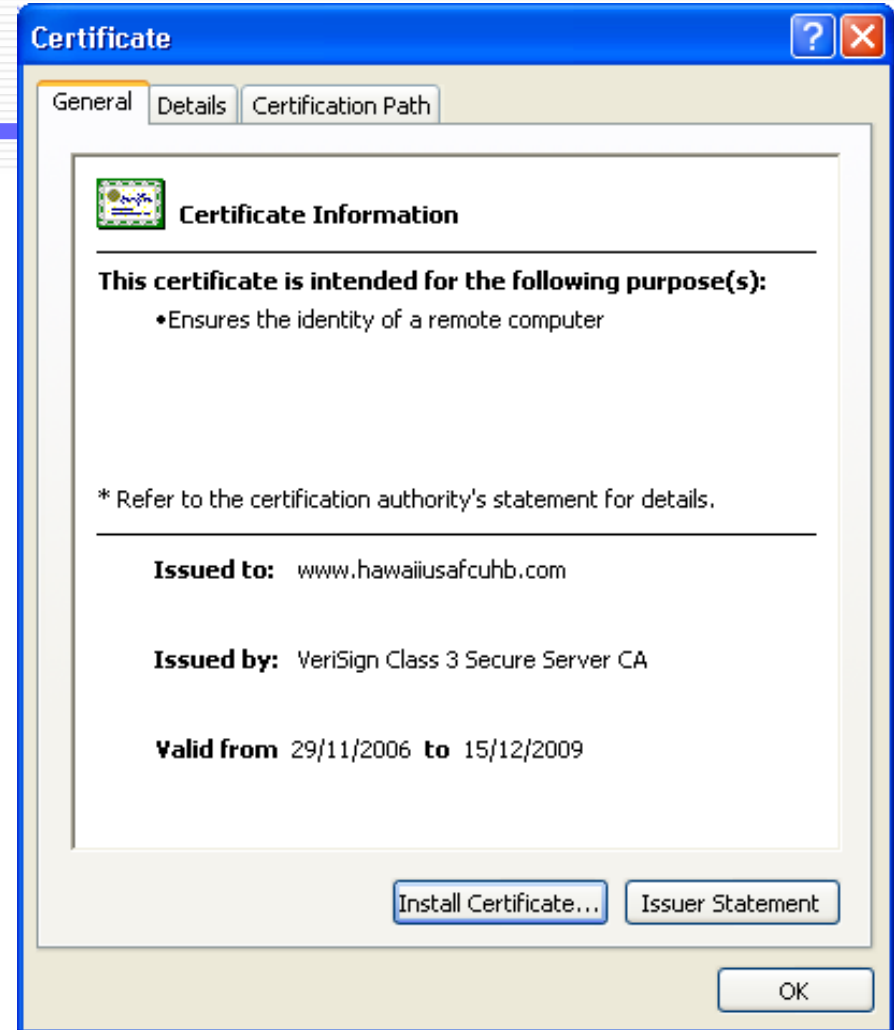 Certificate
General Details Certification Path
Certificate Information
This certificate is intended for the following purpose(s):
•Ensures the identity of a remote computer
* Refer to the certification authority's statement for details.
Issued to: www.hawaiiusafcuhb.com
Issued by: VeriSign Class 3 Secure Server CA
Valid from 29/11/2006 to 15/12/2009
Install Certificate... Issuer Statement
OK